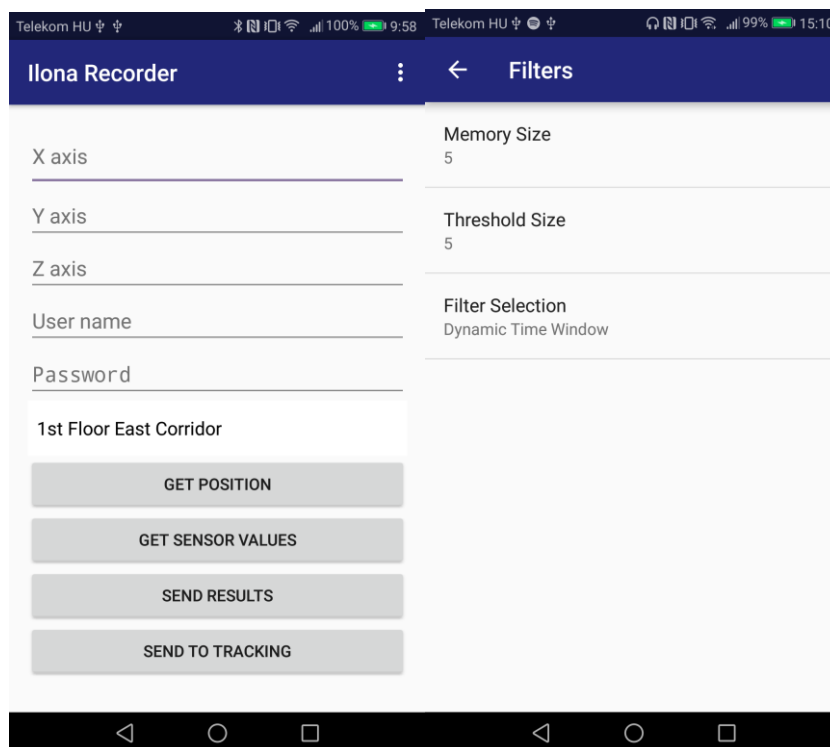 Telekom HU 100% 9:58
Ilona Recorder
X axis
Y axis
Z axis
User name
Password
1st Floor East Corridor
GET POSITION
GET SENSOR VALUES
SEND RESULTS
SEND TO TRACKING
Telekom HU 99% 15:10
Filters
Memory Size
5
Threshold Size
5
Filter Selection
Dynamic Time Window